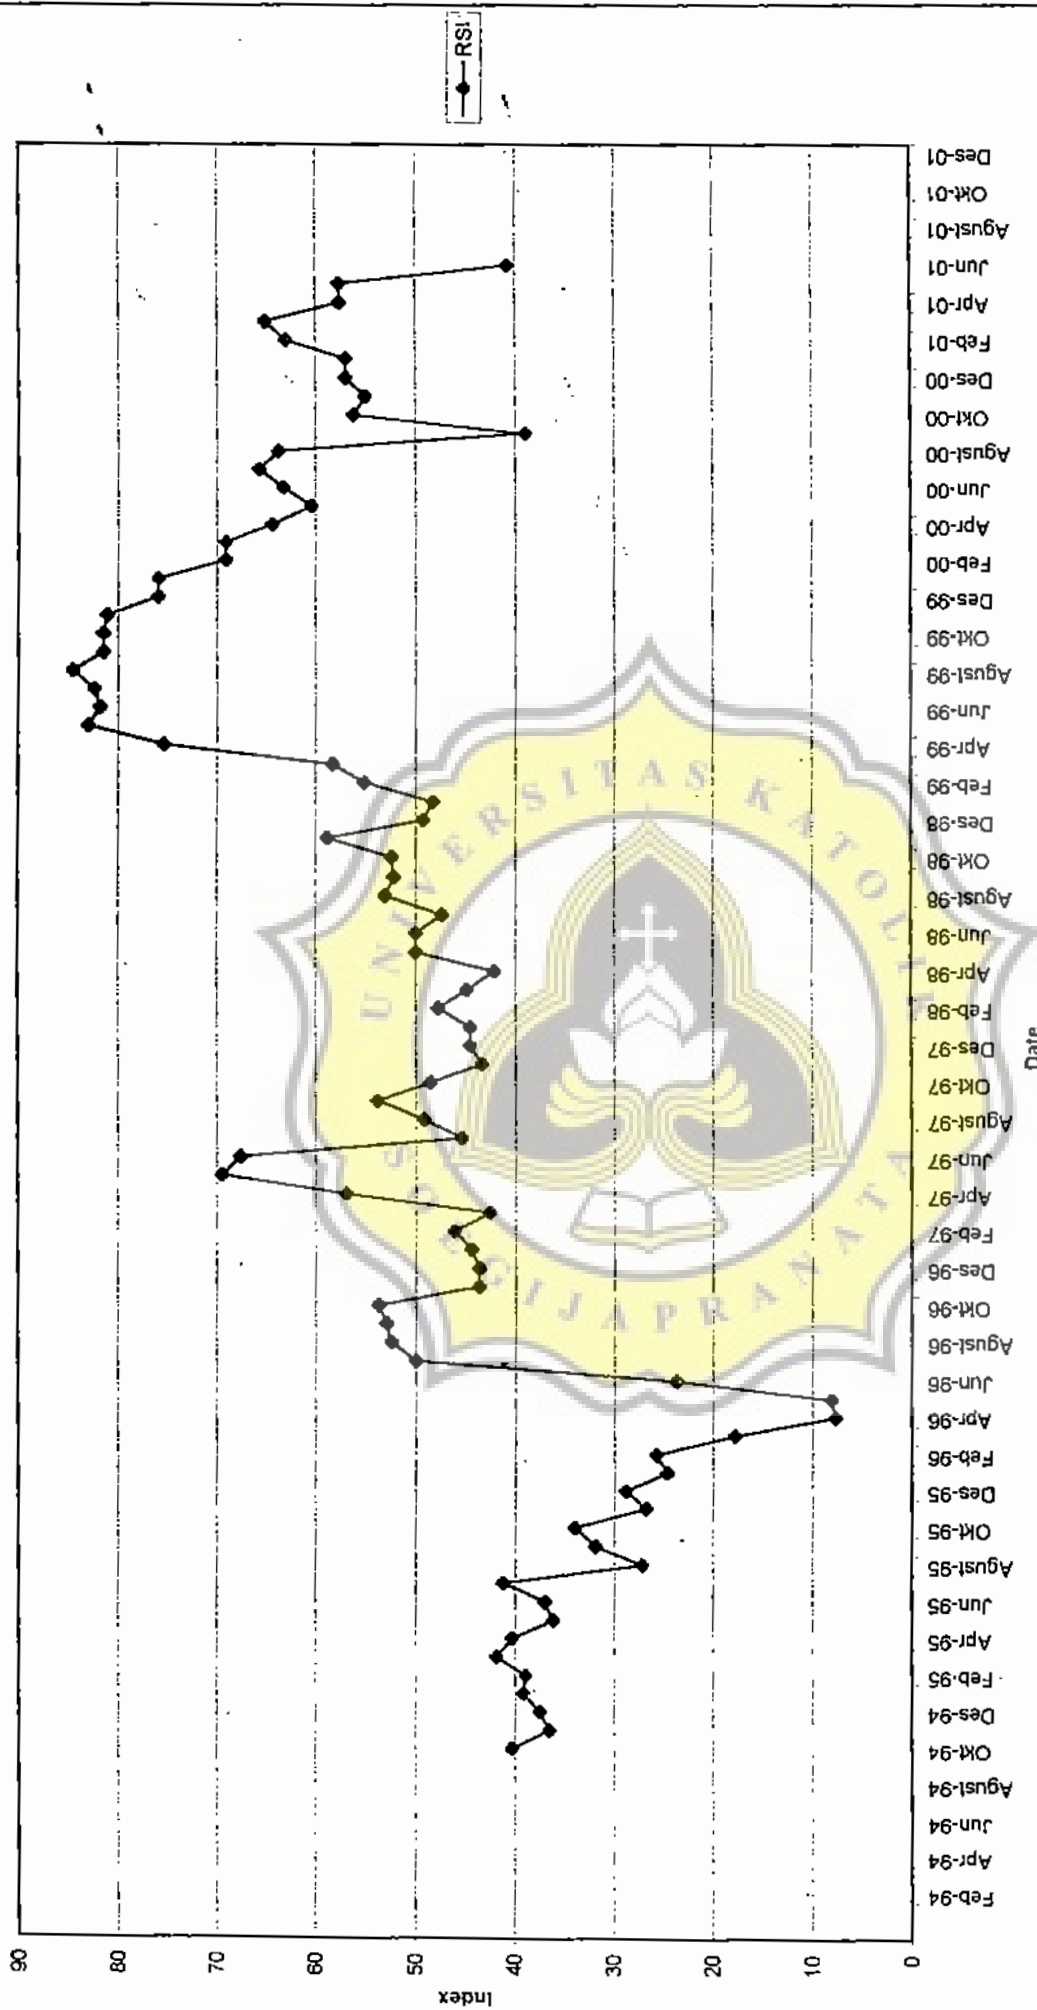 RSI
90
80
70
60
50
40
30
20
10
0
Index
Feb-94
Apr-94
Jun-94
Agust-94
Okt-94
Des-94
Feb-95
Apr-95
Jun-95
Agust-95
Okt-95
Des-95
Feb-96
Apr-96
Jun-96
Agust-96
Okt-96
Des-96
Feb-97
Apr-97
Jun-97
Agust-97
Okt-97
Des-97
Feb-98
Apr-98
Jun-98
Agust-98
Okt-98
Des-98
Feb-99
Apr-99
Jun-99
Agust-99
Okt-99
Des-99
Feb-00
Apr-00
Jun-00
Agust-00
Okt-00
Des-00
Feb-01
Apr-01
Jun-01
Agust-01
Okt-01
Des-01
Date
UNIVERSITAS KATOLIK
SOEGIJAPRANATA